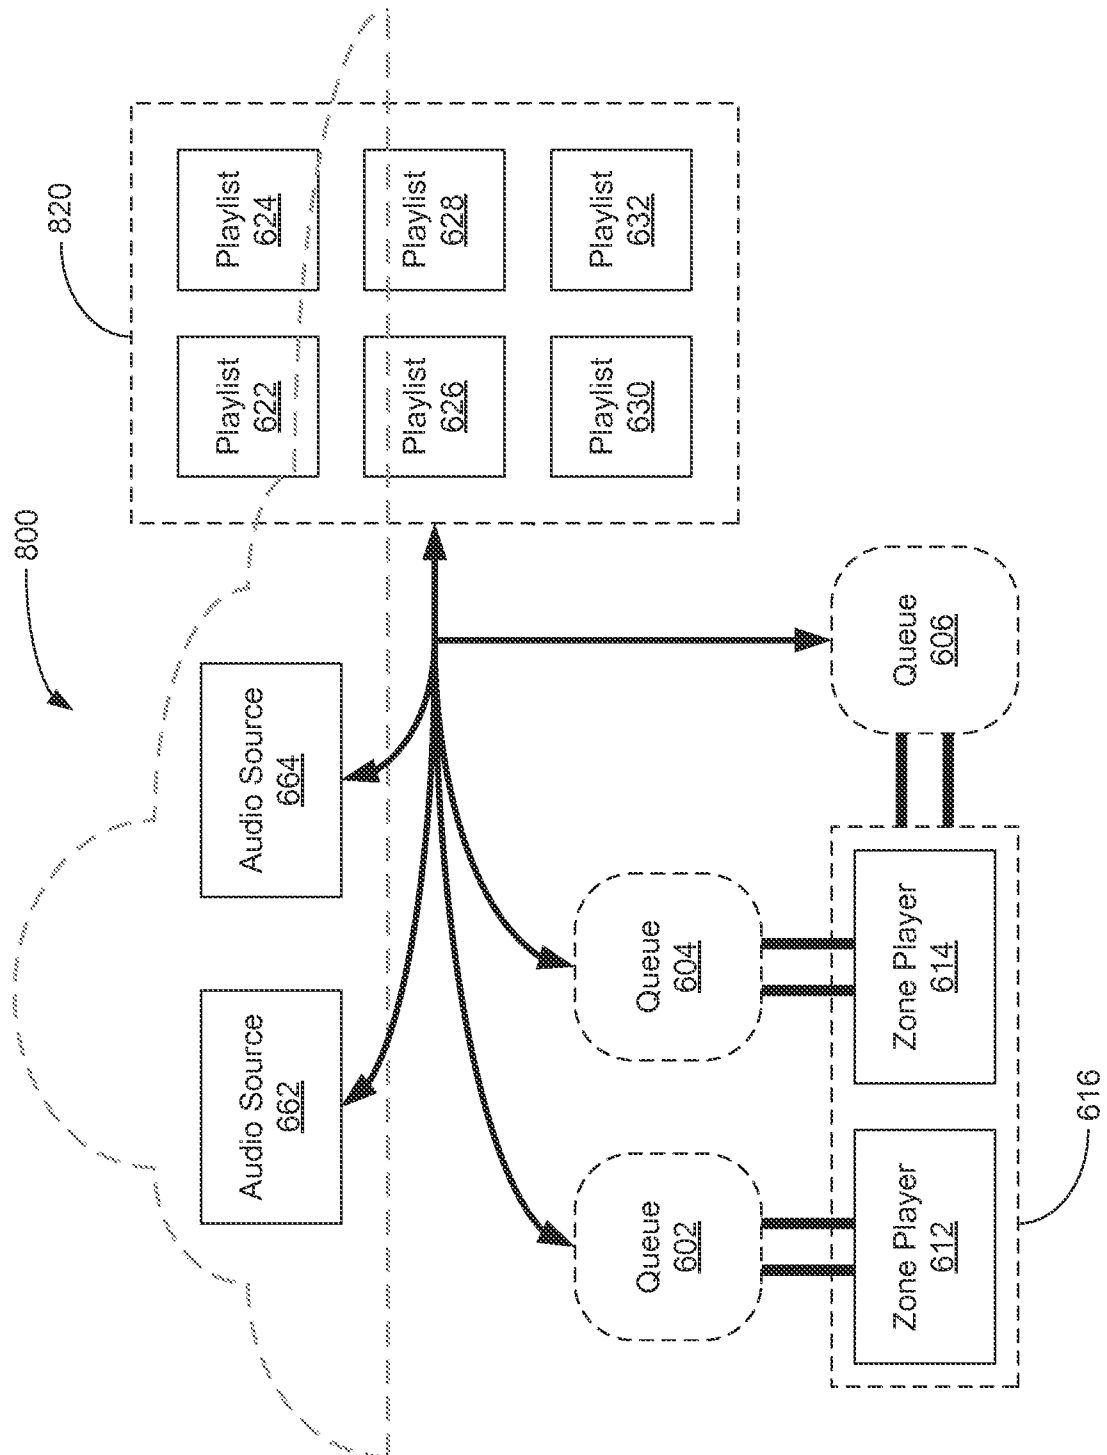 800
820
Audio Source
662
Audio Source
664
Playlist
622
Playlist
624
Playlist
626
Playlist
628
Playlist
630
Playlist
632
Queue
602
Queue
604
Queue
606
Zone Player
612
Zone Player
614
616